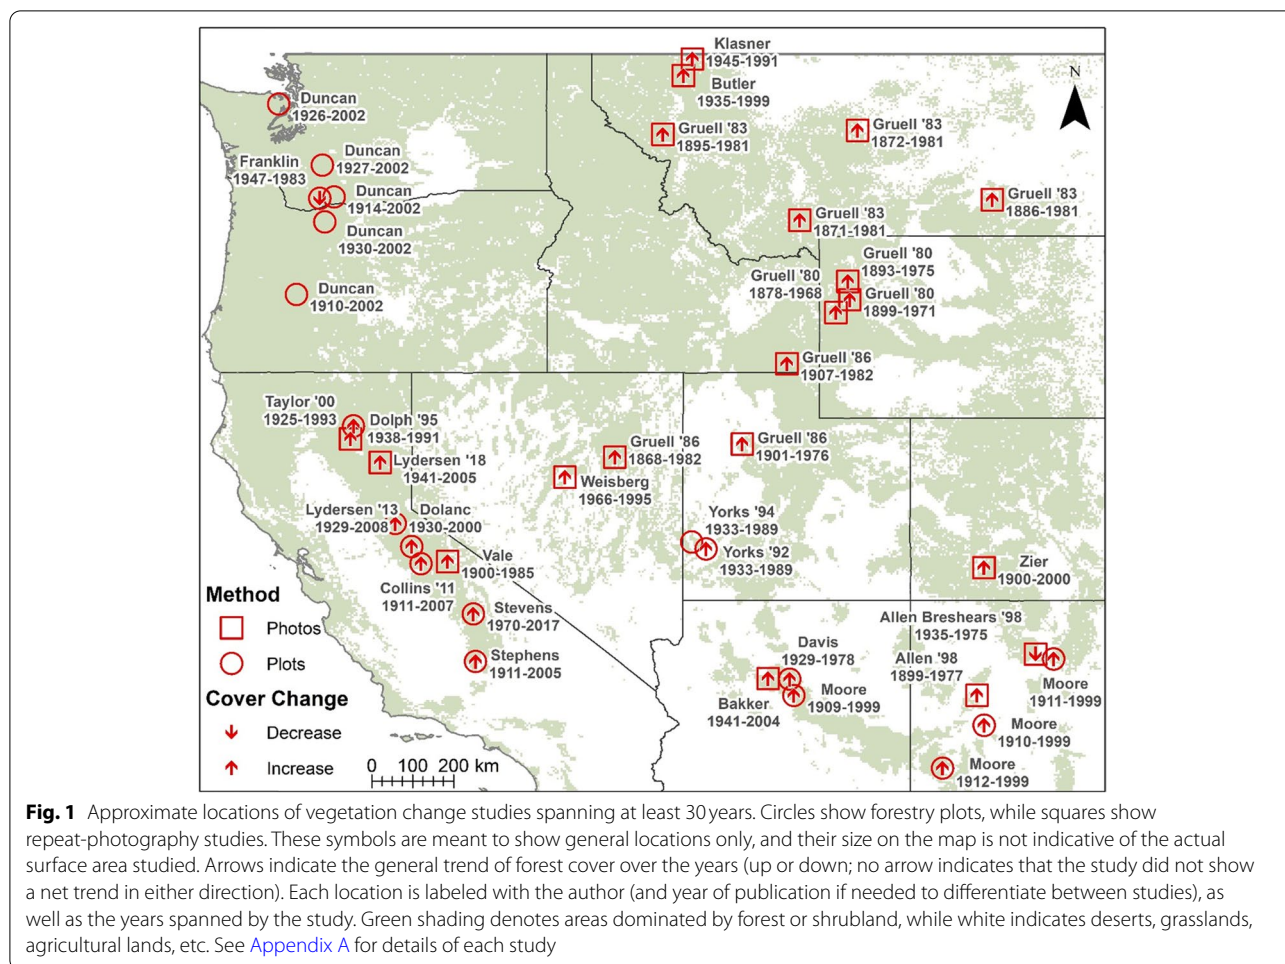 Klasner
1945-1991
N
Butler
1935-1999
Duncan
1926-2002
Gruell '83
1895-1981
Gruell '83
1872-1981
Franklin
1947-1983
Duncan
1927-2002
Duncan
1914-2002
Gruell '83
1886-1981
Duncan
1930-2002
Gruell '83
1871-1981
Gruell '80
1893-1975
Gruell '80
1878-1968
Gruell '80
1899-1971
Duncan
1910-2002
Gruell '86
1907-1982
Taylor '00
1925-1993
Dolph '95
1938-1991
Gruell '86
1868-1982
Gruell '86
1901-1976
Lydersen '18
1941-2005
Weisberg
1966-1995
Lydersen '13
1929-2008
Dolanc
1930-2000
Yorks '94
1933-1989
Yorks '92
1933-1989
Vale
1900-1985
Zier
1900-2000
Collins '11
1911-2007
Stevens
1970-2017
Allen Breshears '98
1935-1975
Stephens
1911-2005
Davis
1929-1978
Allen '98
1899-1977
Bakker
1941-2004
Moore
1909-1999
Moore
1911-1999
Moore
1910-1999
Moore
1912-1999
Method
Photos
Plots
Cover Change
Decrease
Increase
0 100 200 km
Fig. 1 Approximate locations of vegetation change studies spanning at least 30 years. Circles show forestry plots, while squares show
repeat-photography studies. These symbols are meant to show general locations only, and their size on the map is not indicative of the actual
surface area studied. Arrows indicate the general trend of forest cover over the years (up or down; no arrow indicates that the study did not show
a net trend in either direction). Each location is labeled with the author (and year of publication if needed to differentiate between studies), as
well as the years spanned by the study. Green shading denotes areas dominated by forest or shrubland, while white indicates deserts, grasslands,
agricultural lands, etc. See Appendix A for details of each study